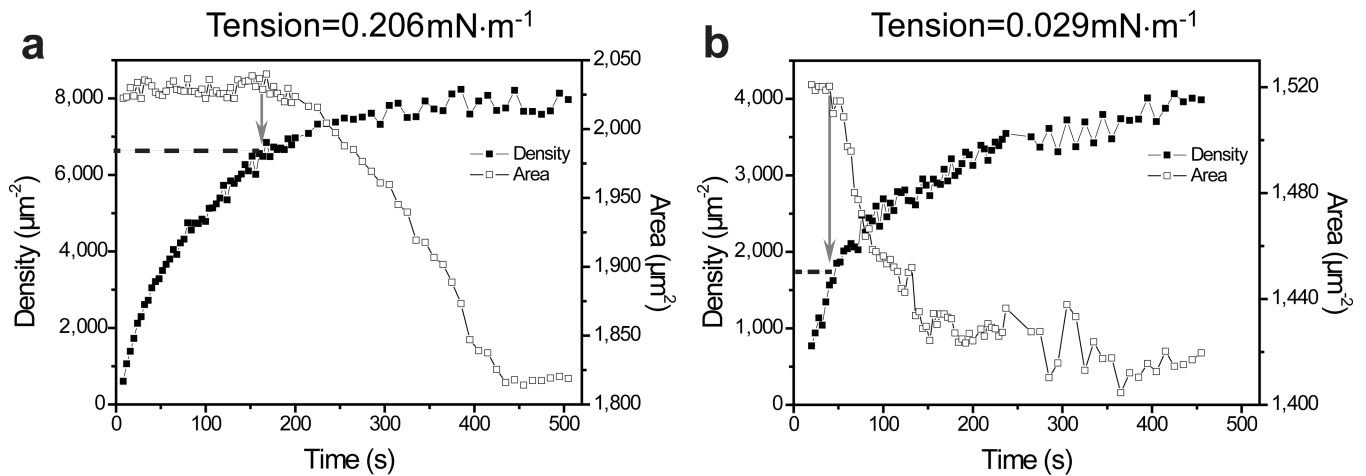 a
Tension=0.206mN·m⁻¹
Density (μm⁻²)
8,000
6,000
4,000
2,000
0
2,050
2,000
1,950
1,900
1,850
1,800
Area (μm²)
Density
Area
0 100 200 300 400 500
Time (s)
b
Tension=0.029mN·m⁻¹
Density (μm⁻²)
4,000
3,000
2,000
1,000
0
1,520
1,480
1,440
1,400
Area (μm²)
Density
Area
0 100 200 300 400 500
Time (s)